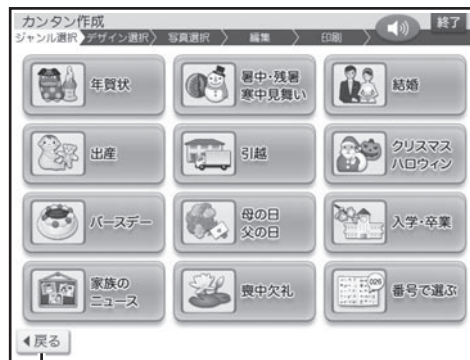 カンタン作成
終了
ジャンル選択 デザイン選択 写真選択 編集 印刷
年賀状
暑中・残暑
寒中見舞い
結婚
出産
引越
クリスマス
ハロウィン
バースデー
母の日
父の日
入学・卒業
家族の
ニュース
喪中欠礼
026
番号で選ぶ
戻る